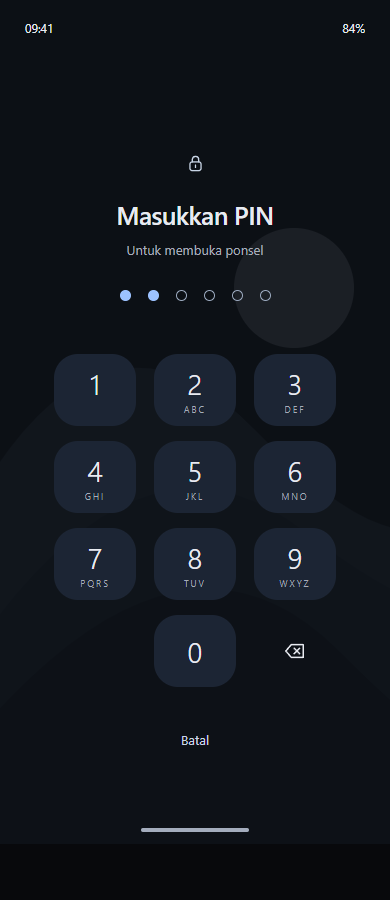 09:41 84%
Masukkan PIN
Untuk membuka ponsel
1 2 3
ABC DEF
4 5 6
GHI JKL MNO
7 8 9
PQRS TUV WXYZ
0
Batal